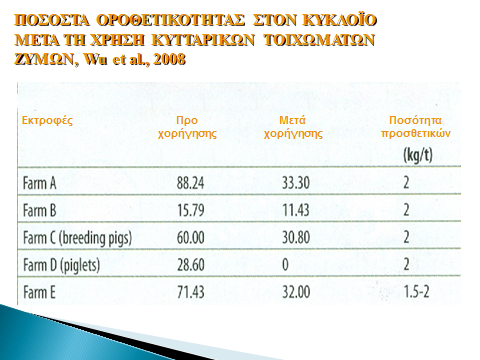 ΠΟΣΟΣΤΑ ΟΡΟΘΕΤΙΚΟΤΗΤΑΣ ΣΤΟΝ ΚΥΚΛΟΪΟ
ΜΕΤΑ ΤΗ ΧΡΗΣΗ ΚΥΤΤΑΡΙΚΩΝ ΤΟΙΧΩΜΑΤΩΝ
ΖΥΜΩΝ, Wu et al., 2008
Εκτροφές Προ χορήγησης Μετά χορήγησης Ποσότητα προσθετικών
(kg/t)
Farm A 88.24 33.30 2
Farm B 15.79 11.43 2
Farm C (breeding pigs) 60.00 30.80 2
Farm D (piglets) 28.60 0 2
Farm E 71.43 32.00 1.5-2